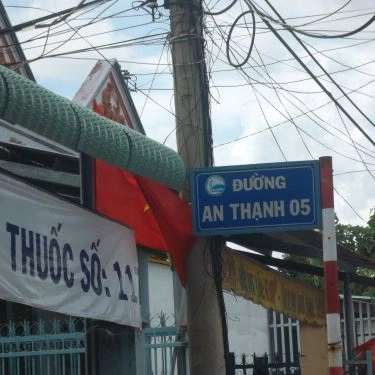 ĐƯỜNG
AN THẠNH 05
THUỐC SỐ: 11